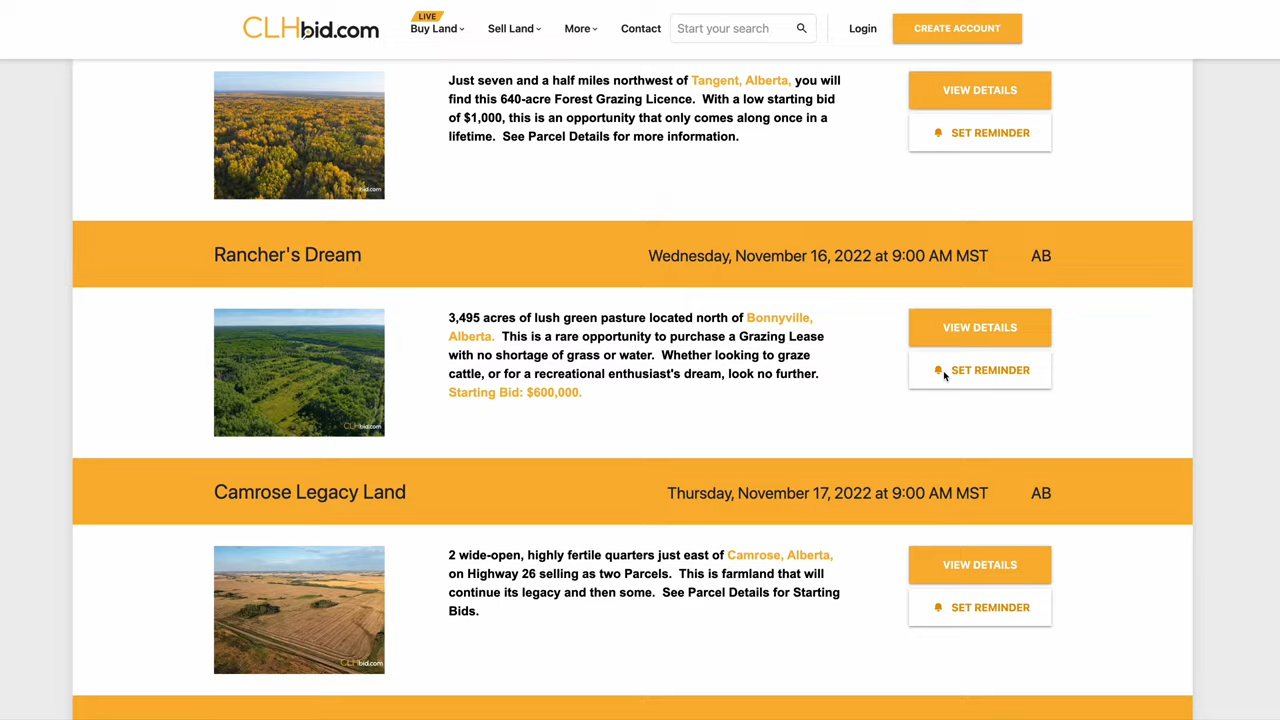 CLHbid.com
LIVE
Buy Land
Sell Land
More
Contact
Start your search
Login
CREATE ACCOUNT
Just seven and a half miles northwest of Tangent, Alberta, you will
find this 640-acre Forest Grazing Licence. With a low starting bid
of $1,000, this is an opportunity that only comes along once in a
lifetime. See Parcel Details for more information.
VIEW DETAILS
SET REMINDER
CLHbid.com
Rancher's Dream
Wednesday, November 16, 2022 at 9:00 AM MST
AB
3,495 acres of lush green pasture located north of Bonnyville,
Alberta. This is a rare opportunity to purchase a Grazing Lease
with no shortage of grass or water. Whether looking to graze
cattle, or for a recreational enthusiast's dream, look no further.
Starting Bid: $600,000.
VIEW DETAILS
SET REMINDER
CLHbid.com
Camrose Legacy Land
Thursday, November 17, 2022 at 9:00 AM MST
AB
2 wide-open, highly fertile quarters just east of Camrose, Alberta,
on Highway 26 selling as two Parcels. This is farmland that will
continue its legacy and then some. See Parcel Details for Starting
Bids.
VIEW DETAILS
SET REMINDER
CLHbid.com